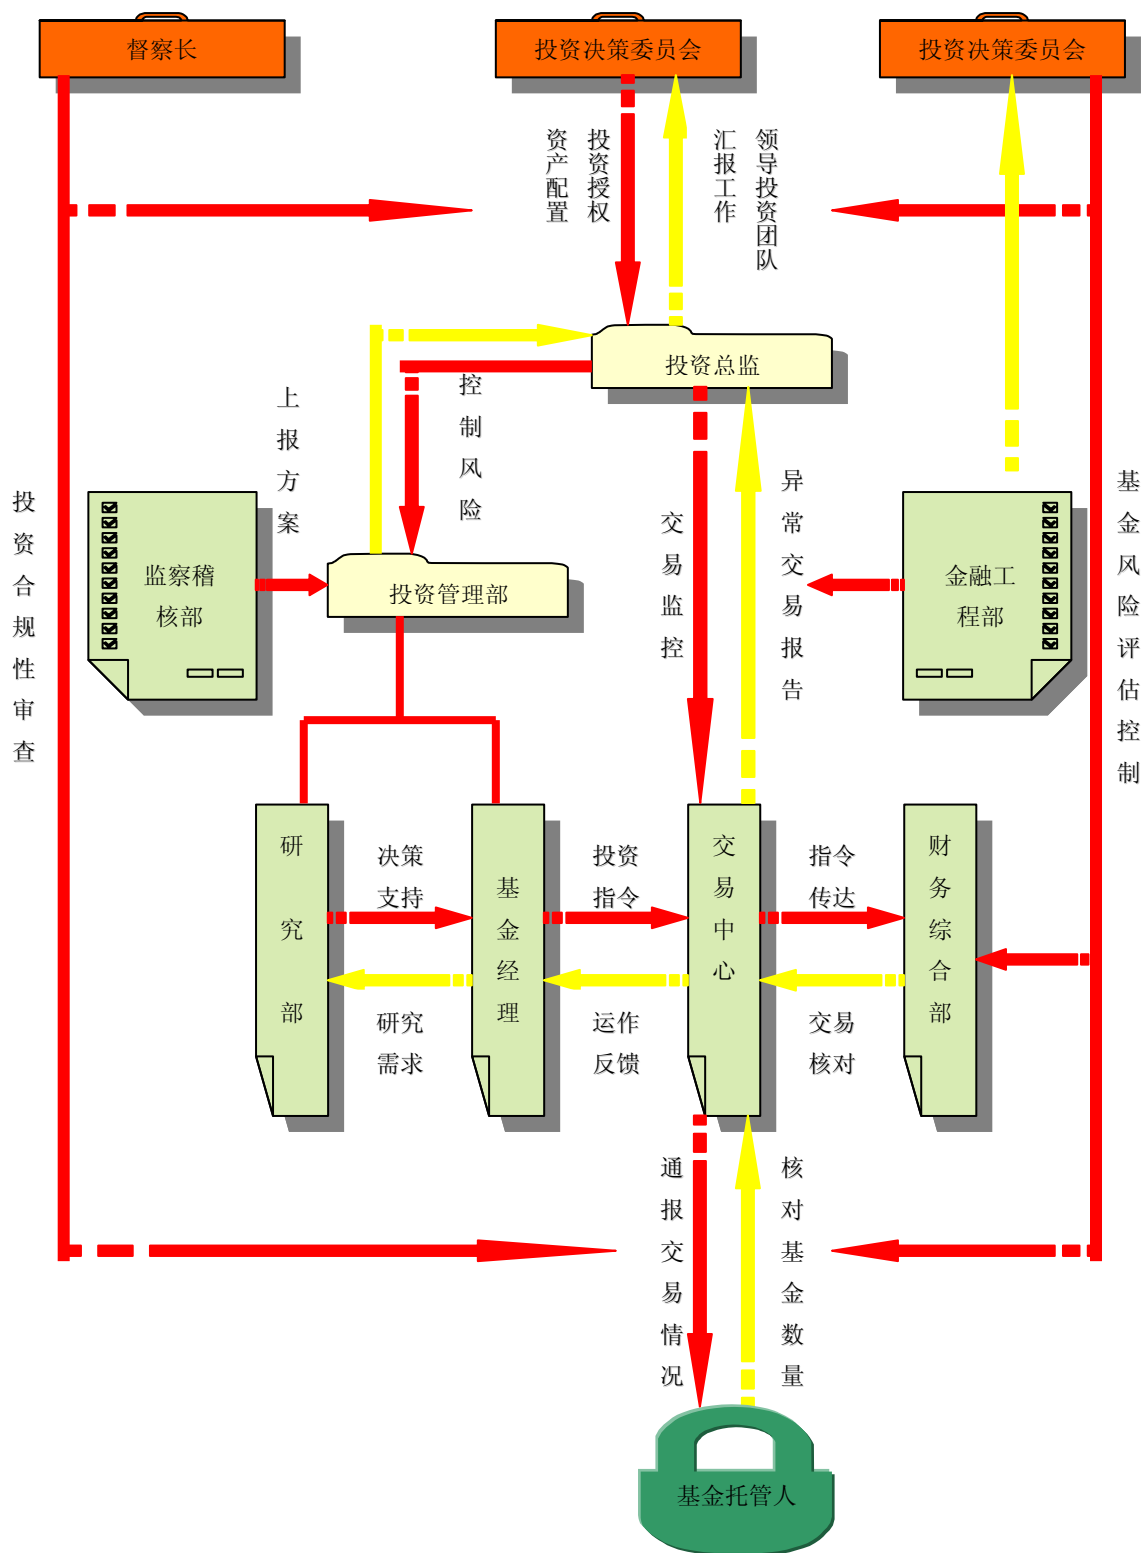 督察长
投资决策委员会
投资决策委员会
资产配置
投资授权
汇报工作
领导投资团队
投资总监
上报方案
控制风险
投资合规性审查
监察稽
核部
投资管理部
交易监控
异常交易报告
金融工
程部
基金风险评估控制
研究部
决策
支持
基金经理
投资
指令
交易中心
指令
传达
财务综合部
研究
需求
运作
反馈
交易
核对
通报交易情况
核对基金数量
基金托管人